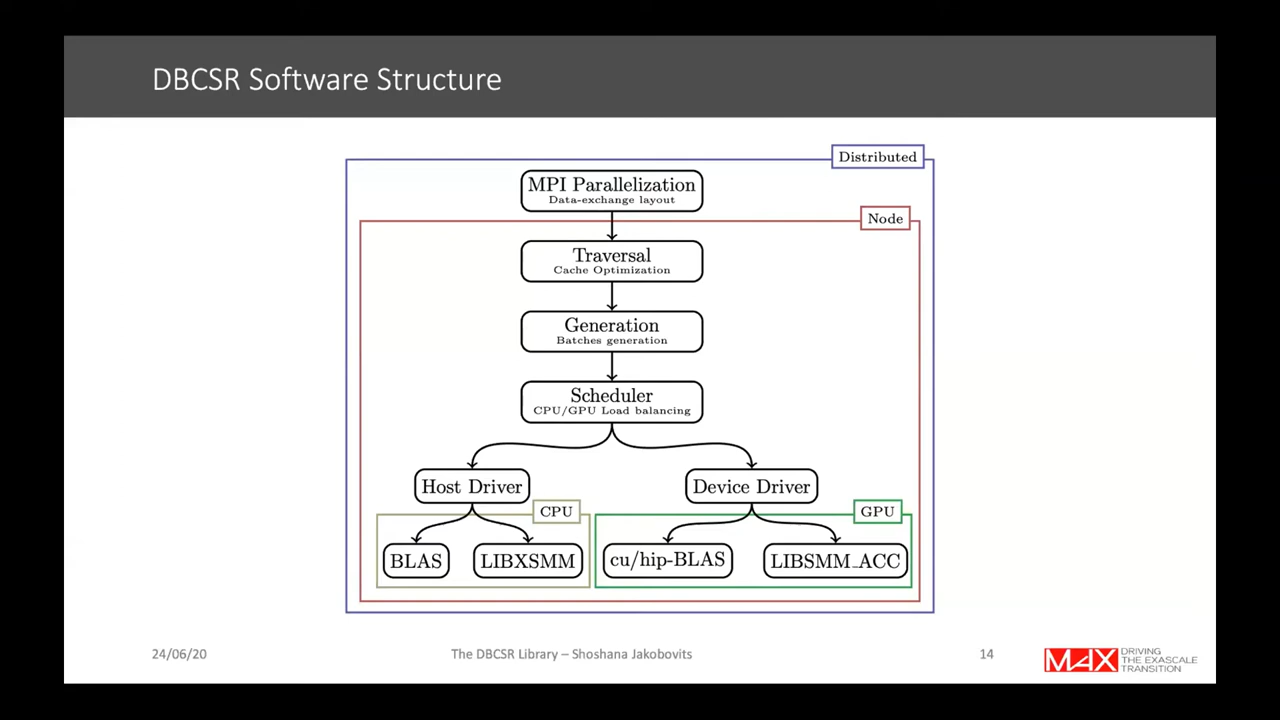 DBCSR Software Structure
Distributed
MPI Parallelization
Data-exchange layout
Node
Traversal
Cache Optimization
Generation
Batches generation
Scheduler
CPU/GPU Load balancing
Host Driver
Device Driver
CPU
GPU
BLAS
LIBXSMM
cu/hip-BLAS
LIBSMM_ACC
24/06/20
The DBCSR Library – Shoshana Jakobovits
14
MAX
DRIVING
THE EXASCALE
TRANSITION